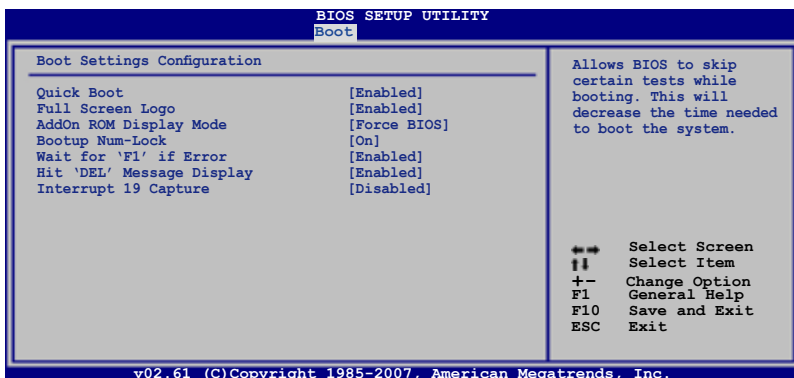 BIOS SETUP UTILITY
Boot
Boot Settings Configuration
Quick Boot [Enabled]
Full Screen Logo [Enabled]
AddOn ROM Display Mode [Force BIOS]
Bootup Num-Lock [On]
Wait for ‘F1’ if Error [Enabled]
Hit ‘DEL’ Message Display [Enabled]
Interrupt 19 Capture [Disabled]
Allows BIOS to skip
certain tests while
booting. This will
decrease the time needed
to boot the system.
←→ Select Screen
↑↓ Select Item
+- Change Option
F1 General Help
F10 Save and Exit
ESC Exit
v02.61 (C)Copyright 1985-2007, American Megatrends, Inc.